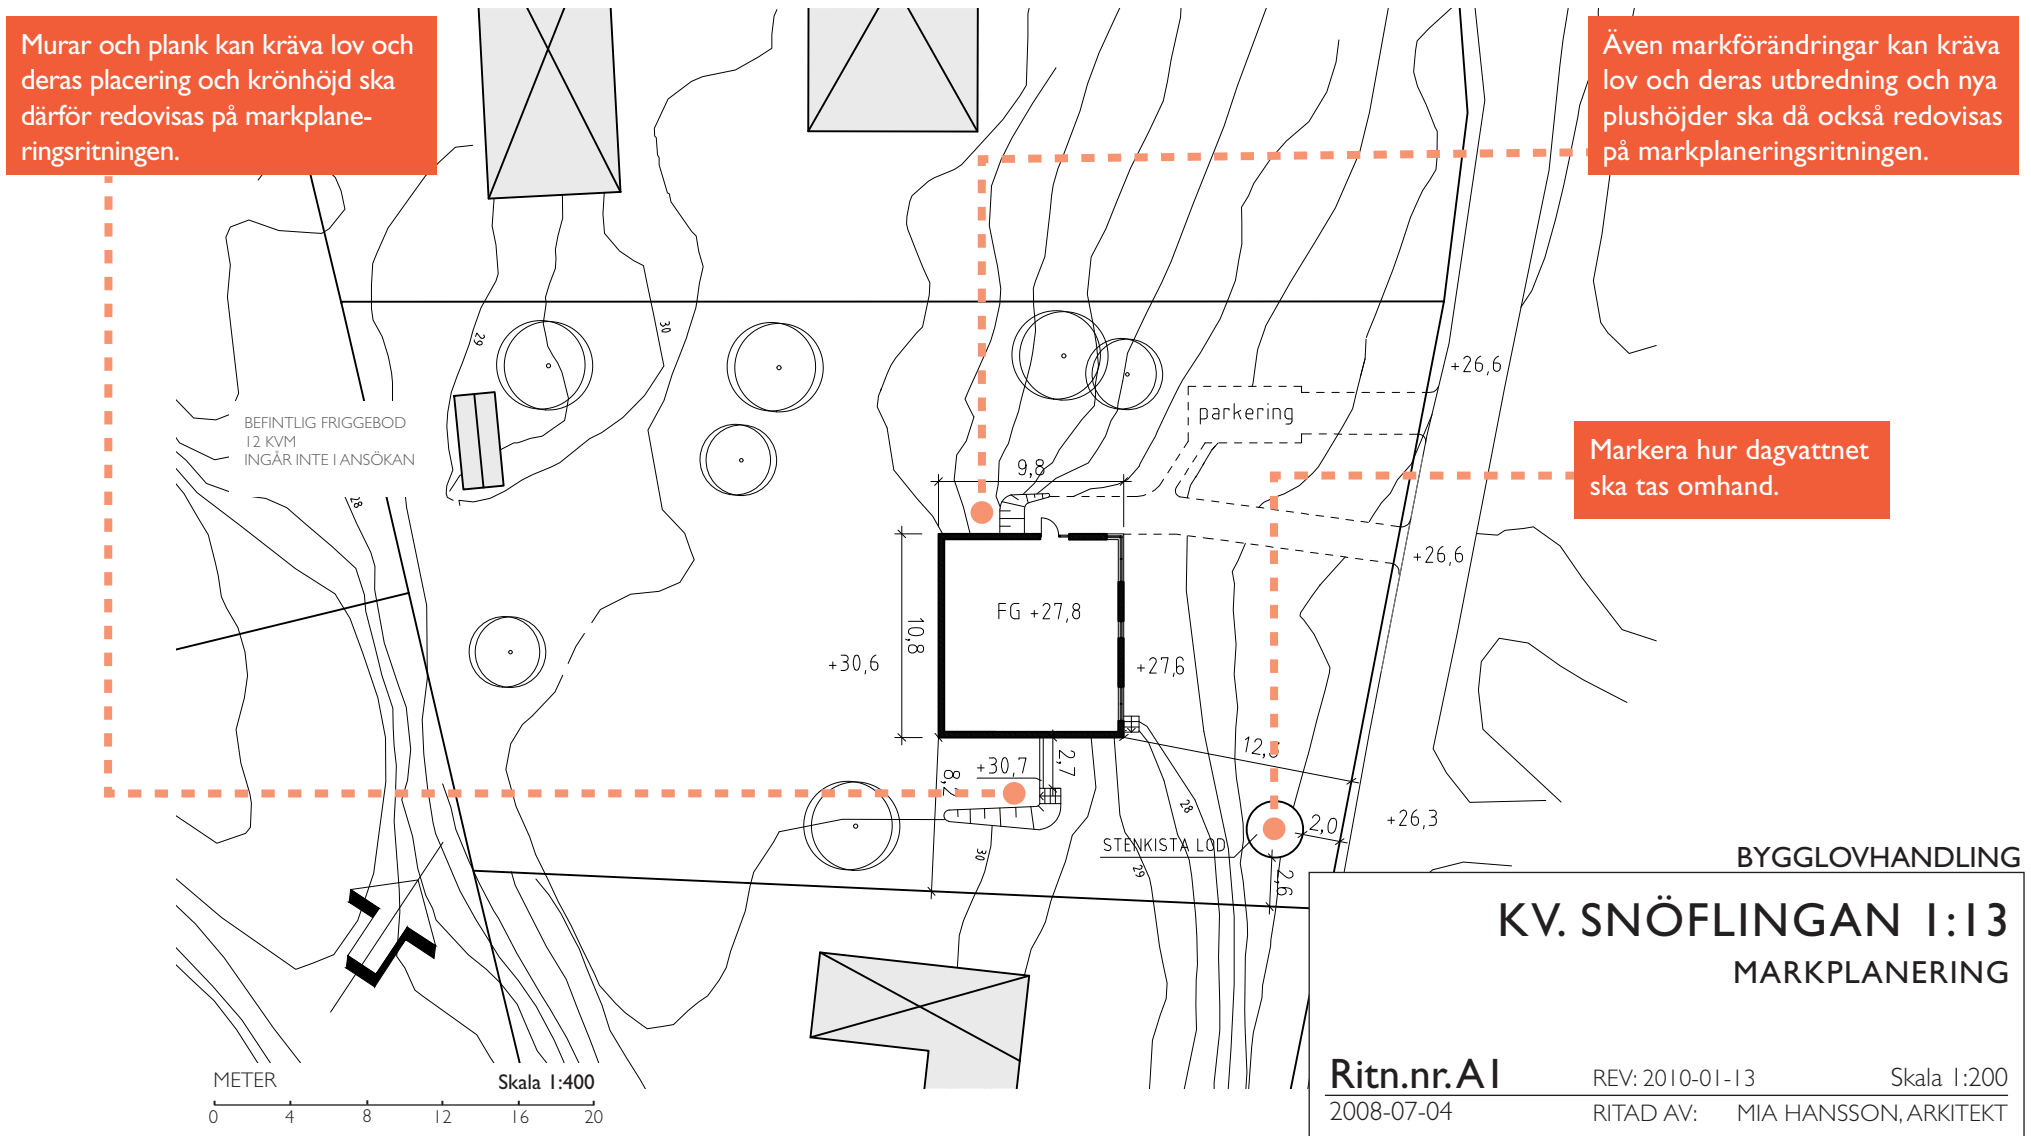 Murar och plank kan kräva lov och
deras placering och krönhöjd ska
därför redovisas på markplane-
ringsritningen.
Även markförändringar kan kräva
lov och deras utbredning och nya
plushöjder ska då också redovisas
på markplaneringsritningen.
29
30
+26,6
parkering
BEFINTLIG FRIGGEBOD
12 KVM
INGÅR INTE I ANSÖKAN
Markera hur dagvattnet
ska tas omhand.
9,8
28
+26,6
FG +27,8
10,8
+30,6
+27,6
12,
+30,7
2,7
8,2
28
2,0
+26,3
STENKISTA LOD
30
29
2,6
BYGGLOVHANDLING
KV. SNÖFLINGAN 1:13
MARKPLANERING
Ritn.nr. A1
REV: 2010-01-13
Skala 1:200
2008-07-04
RITAD AV: MIA HANSSON, ARKITEKT
METER
Skala 1:400
0 4 8 12 16 20